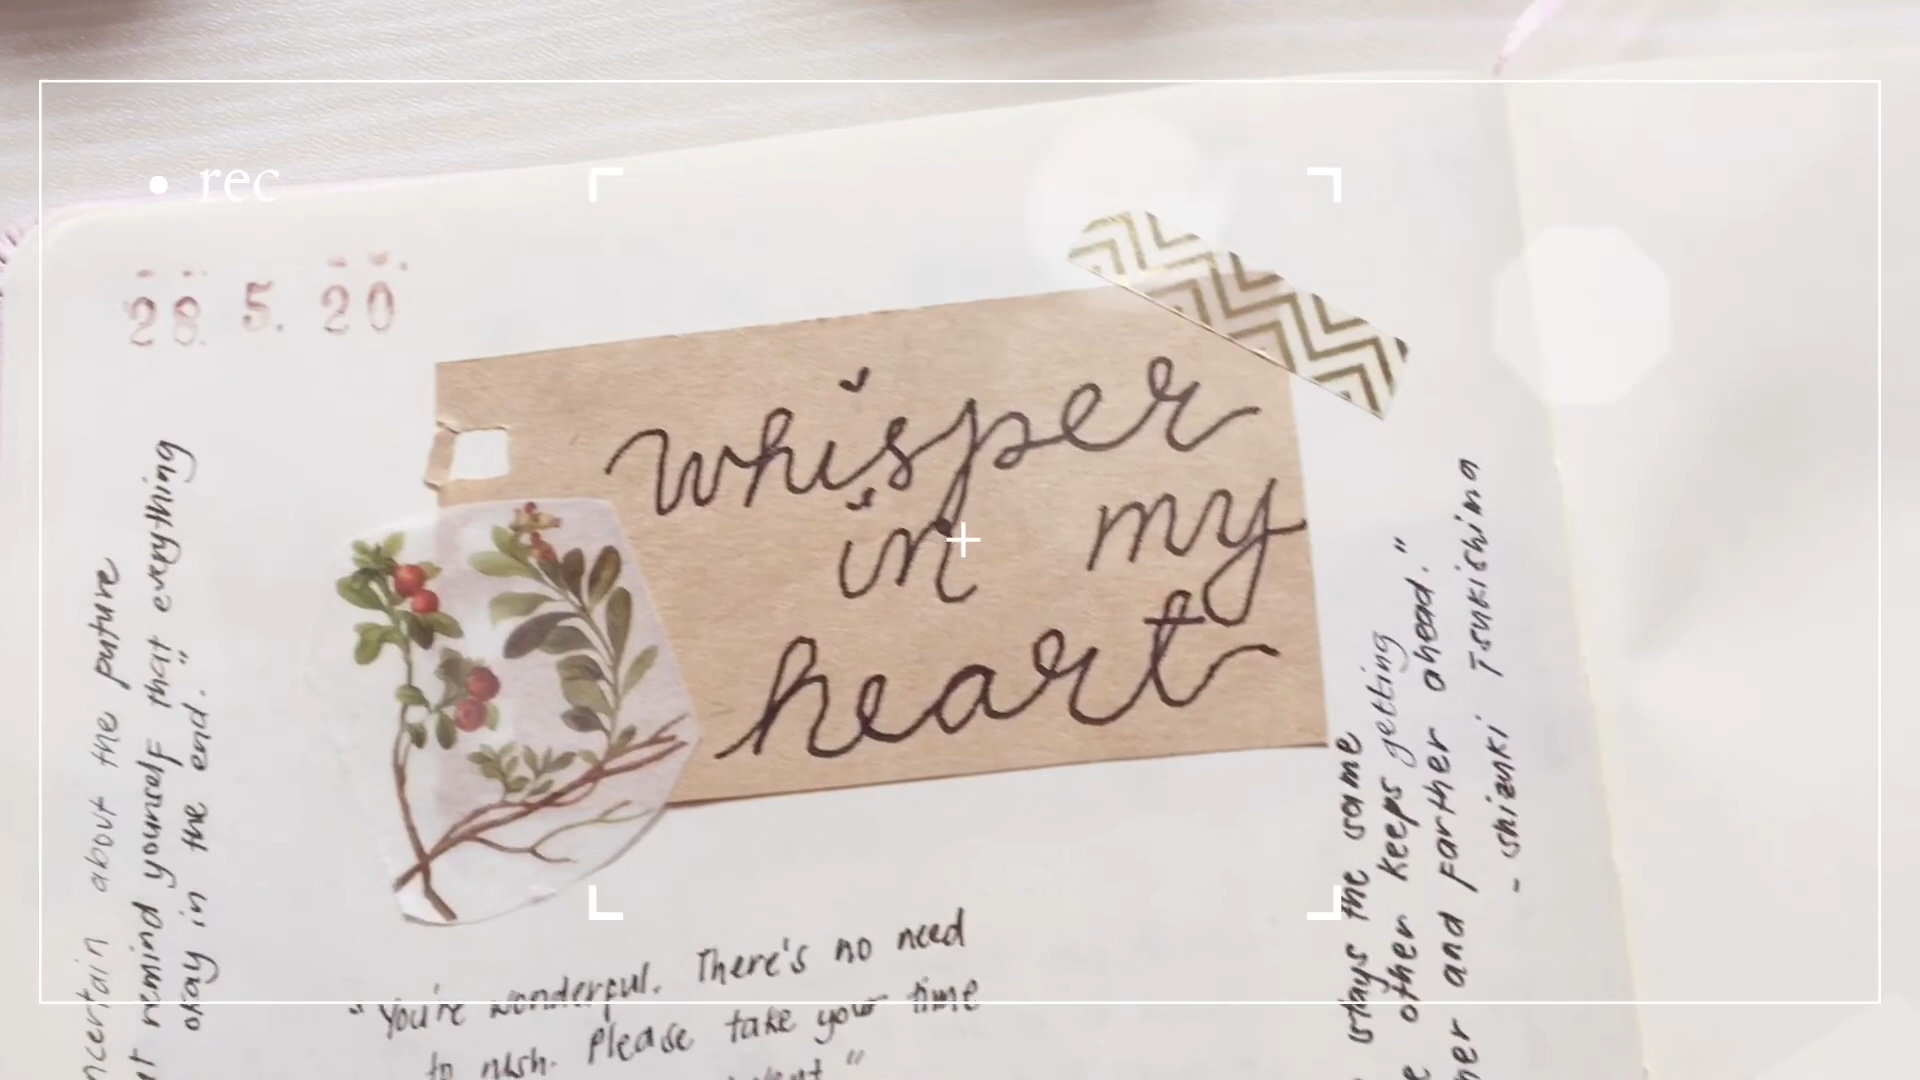 rec
28. 5. 20
whisper
in my
heart
about the future
remind yourself that everything
okay in the end."
"You're wonderful. There's no need
to rush. Please take your time
stays the same
other keeps getting
and farther ahead."
- Shizuki Tsukishima